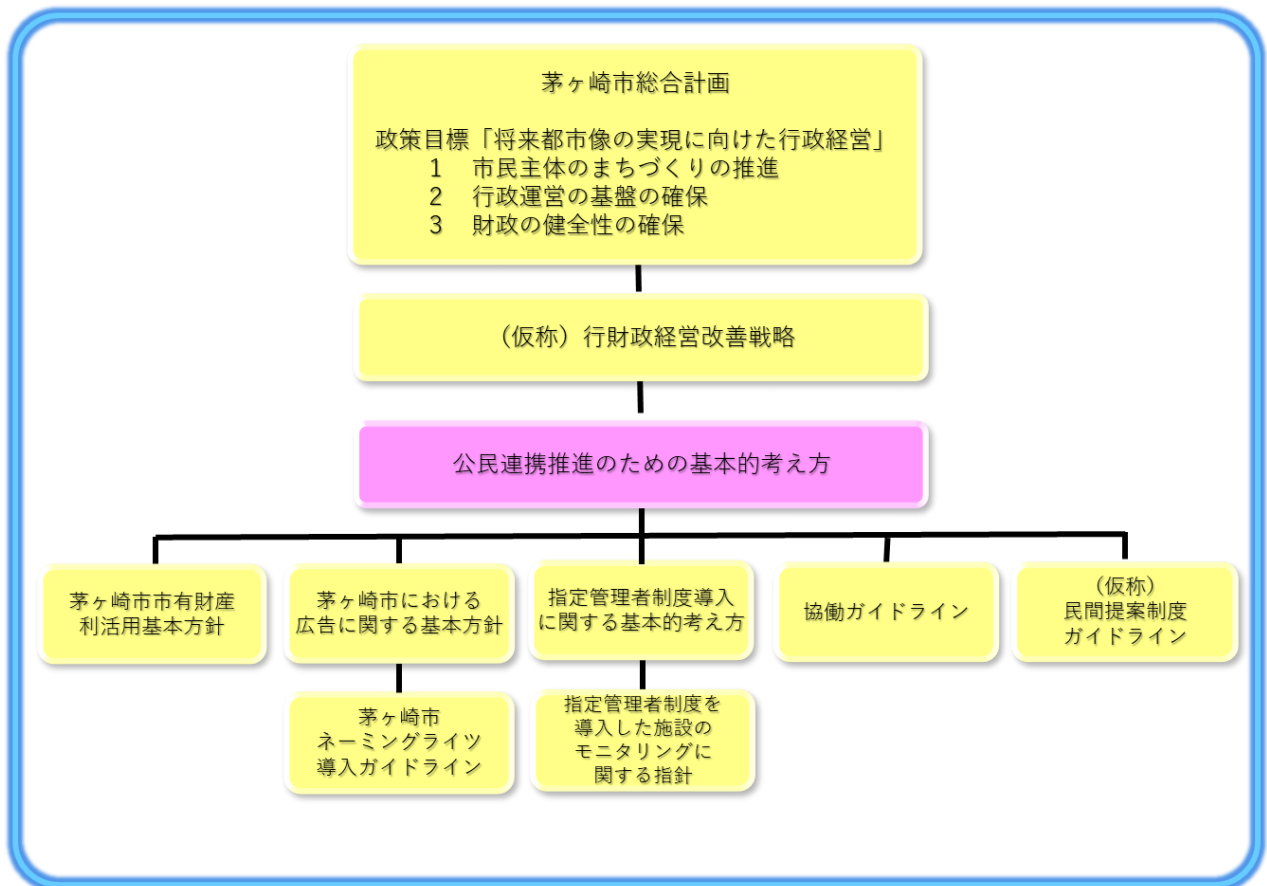 茅ヶ崎市総合計画
政策目標「将来都市像の実現に向けた行政経営」
1 市民主体のまちづくりの推進
2 行政運営の基盤の確保
3 財政の健全性の確保
（仮称）行財政経営改善戦略
公民連携推進のための基本的考え方
茅ヶ崎市市有財産
利活用基本方針
茅ヶ崎市における
広告に関する基本方針
指定管理者制度導入
に関する基本的考え方
協働ガイドライン
（仮称）
民間提案制度
ガイドライン
茅ヶ崎市
ネーミングライツ
導入ガイドライン
指定管理者制度を
導入した施設の
モニタリングに
関する指針